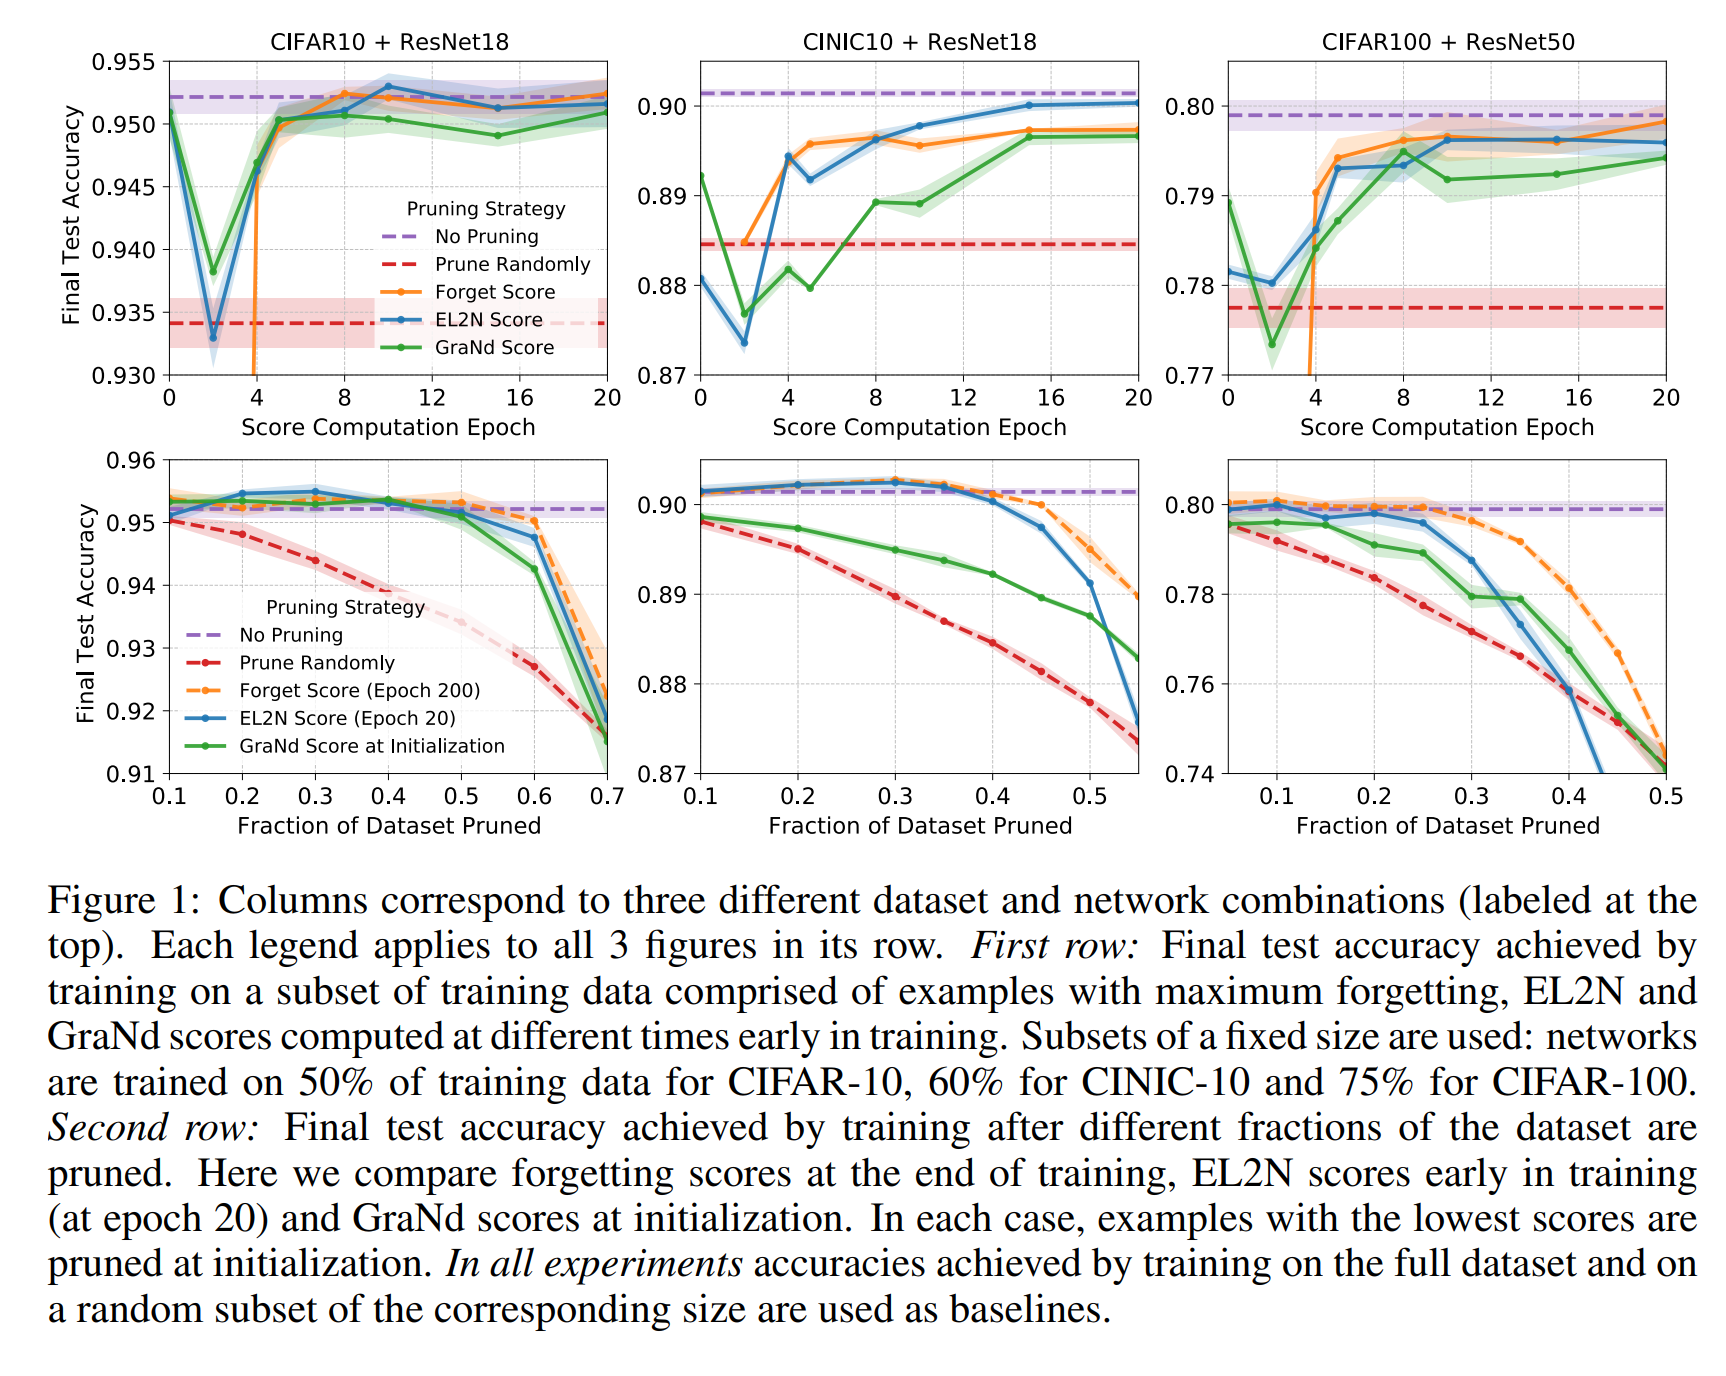 CIFAR10 + ResNet18
CINIC10 + ResNet18
CIFAR100 + ResNet50
Final Test Accuracy
0.955
0.950
0.945
0.940
0.935
0.930
Pruning Strategy
No Pruning
Prune Randomly
Forget Score
EL2N Score
GraNd Score
0 4 8 12 16 20
Score Computation Epoch
0.90
0.89
0.88
0.87
0 4 8 12 16 20
Score Computation Epoch
0.80
0.79
0.78
0.77
0 4 8 12 16 20
Score Computation Epoch
Final Test Accuracy
0.96
0.95
0.94
0.93
0.92
0.91
Pruning Strategy
No Pruning
Prune Randomly
Forget Score (Epoch 200)
EL2N Score (Epoch 20)
GraNd Score at Initialization
0.1 0.2 0.3 0.4 0.5 0.6 0.7
Fraction of Dataset Pruned
0.90
0.89
0.88
0.87
0.1 0.2 0.3 0.4 0.5
Fraction of Dataset Pruned
0.80
0.78
0.76
0.74
0.1 0.2 0.3 0.4 0.5
Fraction of Dataset Pruned
Figure 1: Columns correspond to three different dataset and network combinations (labeled at the
top). Each legend applies to all 3 figures in its row. First row: Final test accuracy achieved by
training on a subset of training data comprised of examples with maximum forgetting, EL2N and
GraNd scores computed at different times early in training. Subsets of a fixed size are used: networks
are trained on 50% of training data for CIFAR-10, 60% for CINIC-10 and 75% for CIFAR-100.
Second row: Final test accuracy achieved by training after different fractions of the dataset are
pruned. Here we compare forgetting scores at the end of training, EL2N scores early in training
(at epoch 20) and GraNd scores at initialization. In each case, examples with the lowest scores are
pruned at initialization. In all experiments accuracies achieved by training on the full dataset and on
a random subset of the corresponding size are used as baselines.